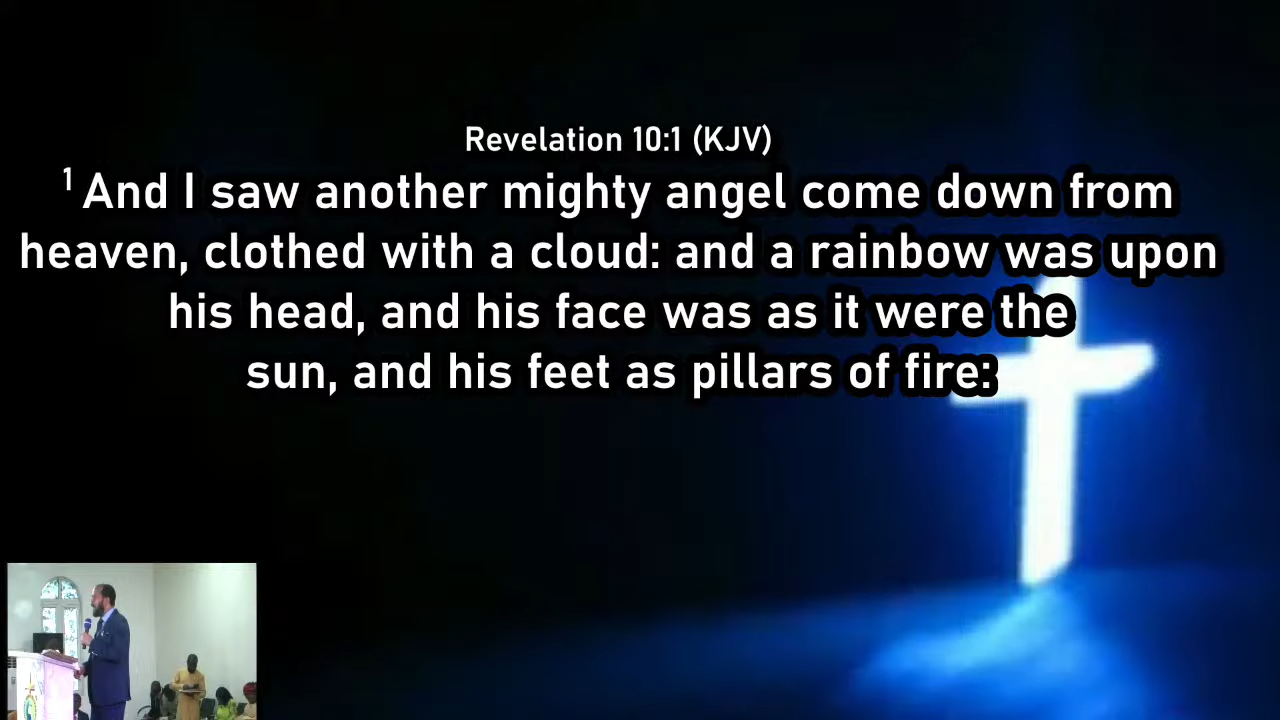 Revelation 10:1 (KJV)
1 And I saw another mighty angel come down from
heaven, clothed with a cloud: and a rainbow was upon
his head, and his face was as it were the
sun, and his feet as pillars of fire: